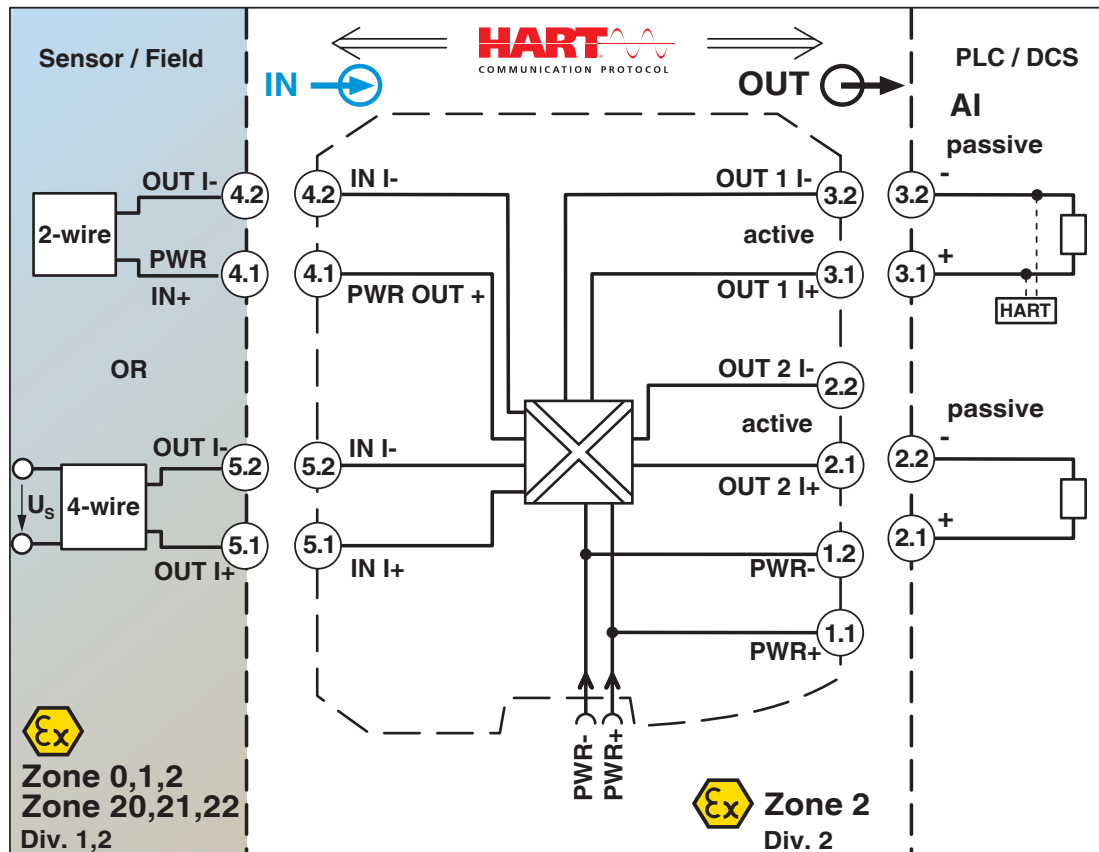 Sensor / Field
HART
COMMUNICATION PROTOCOL
PLC / DCS
IN
OUT
AI
passive
OUT I-
4.2
4.2
IN I-
OUT 1 I-
3.2
3.2
-
2-wire
active
PWR
IN+
4.1
4.1
PWR OUT +
3.1
OUT 1 I+
3.1
+
HART
OR
OUT 2 I-
2.2
active
passive
OUT I-
5.2
5.2
IN I-
2.1
OUT 2 I+
2.2
-
U_S
4-wire
5.1
OUT I+
5.1
IN I+
2.1
+
1.2
PWR-
1.1
PWR+
PWR-
PWR+
Ex
Zone 0,1,2
Zone 20,21,22
Div. 1,2
Ex
Zone 2
Div. 2